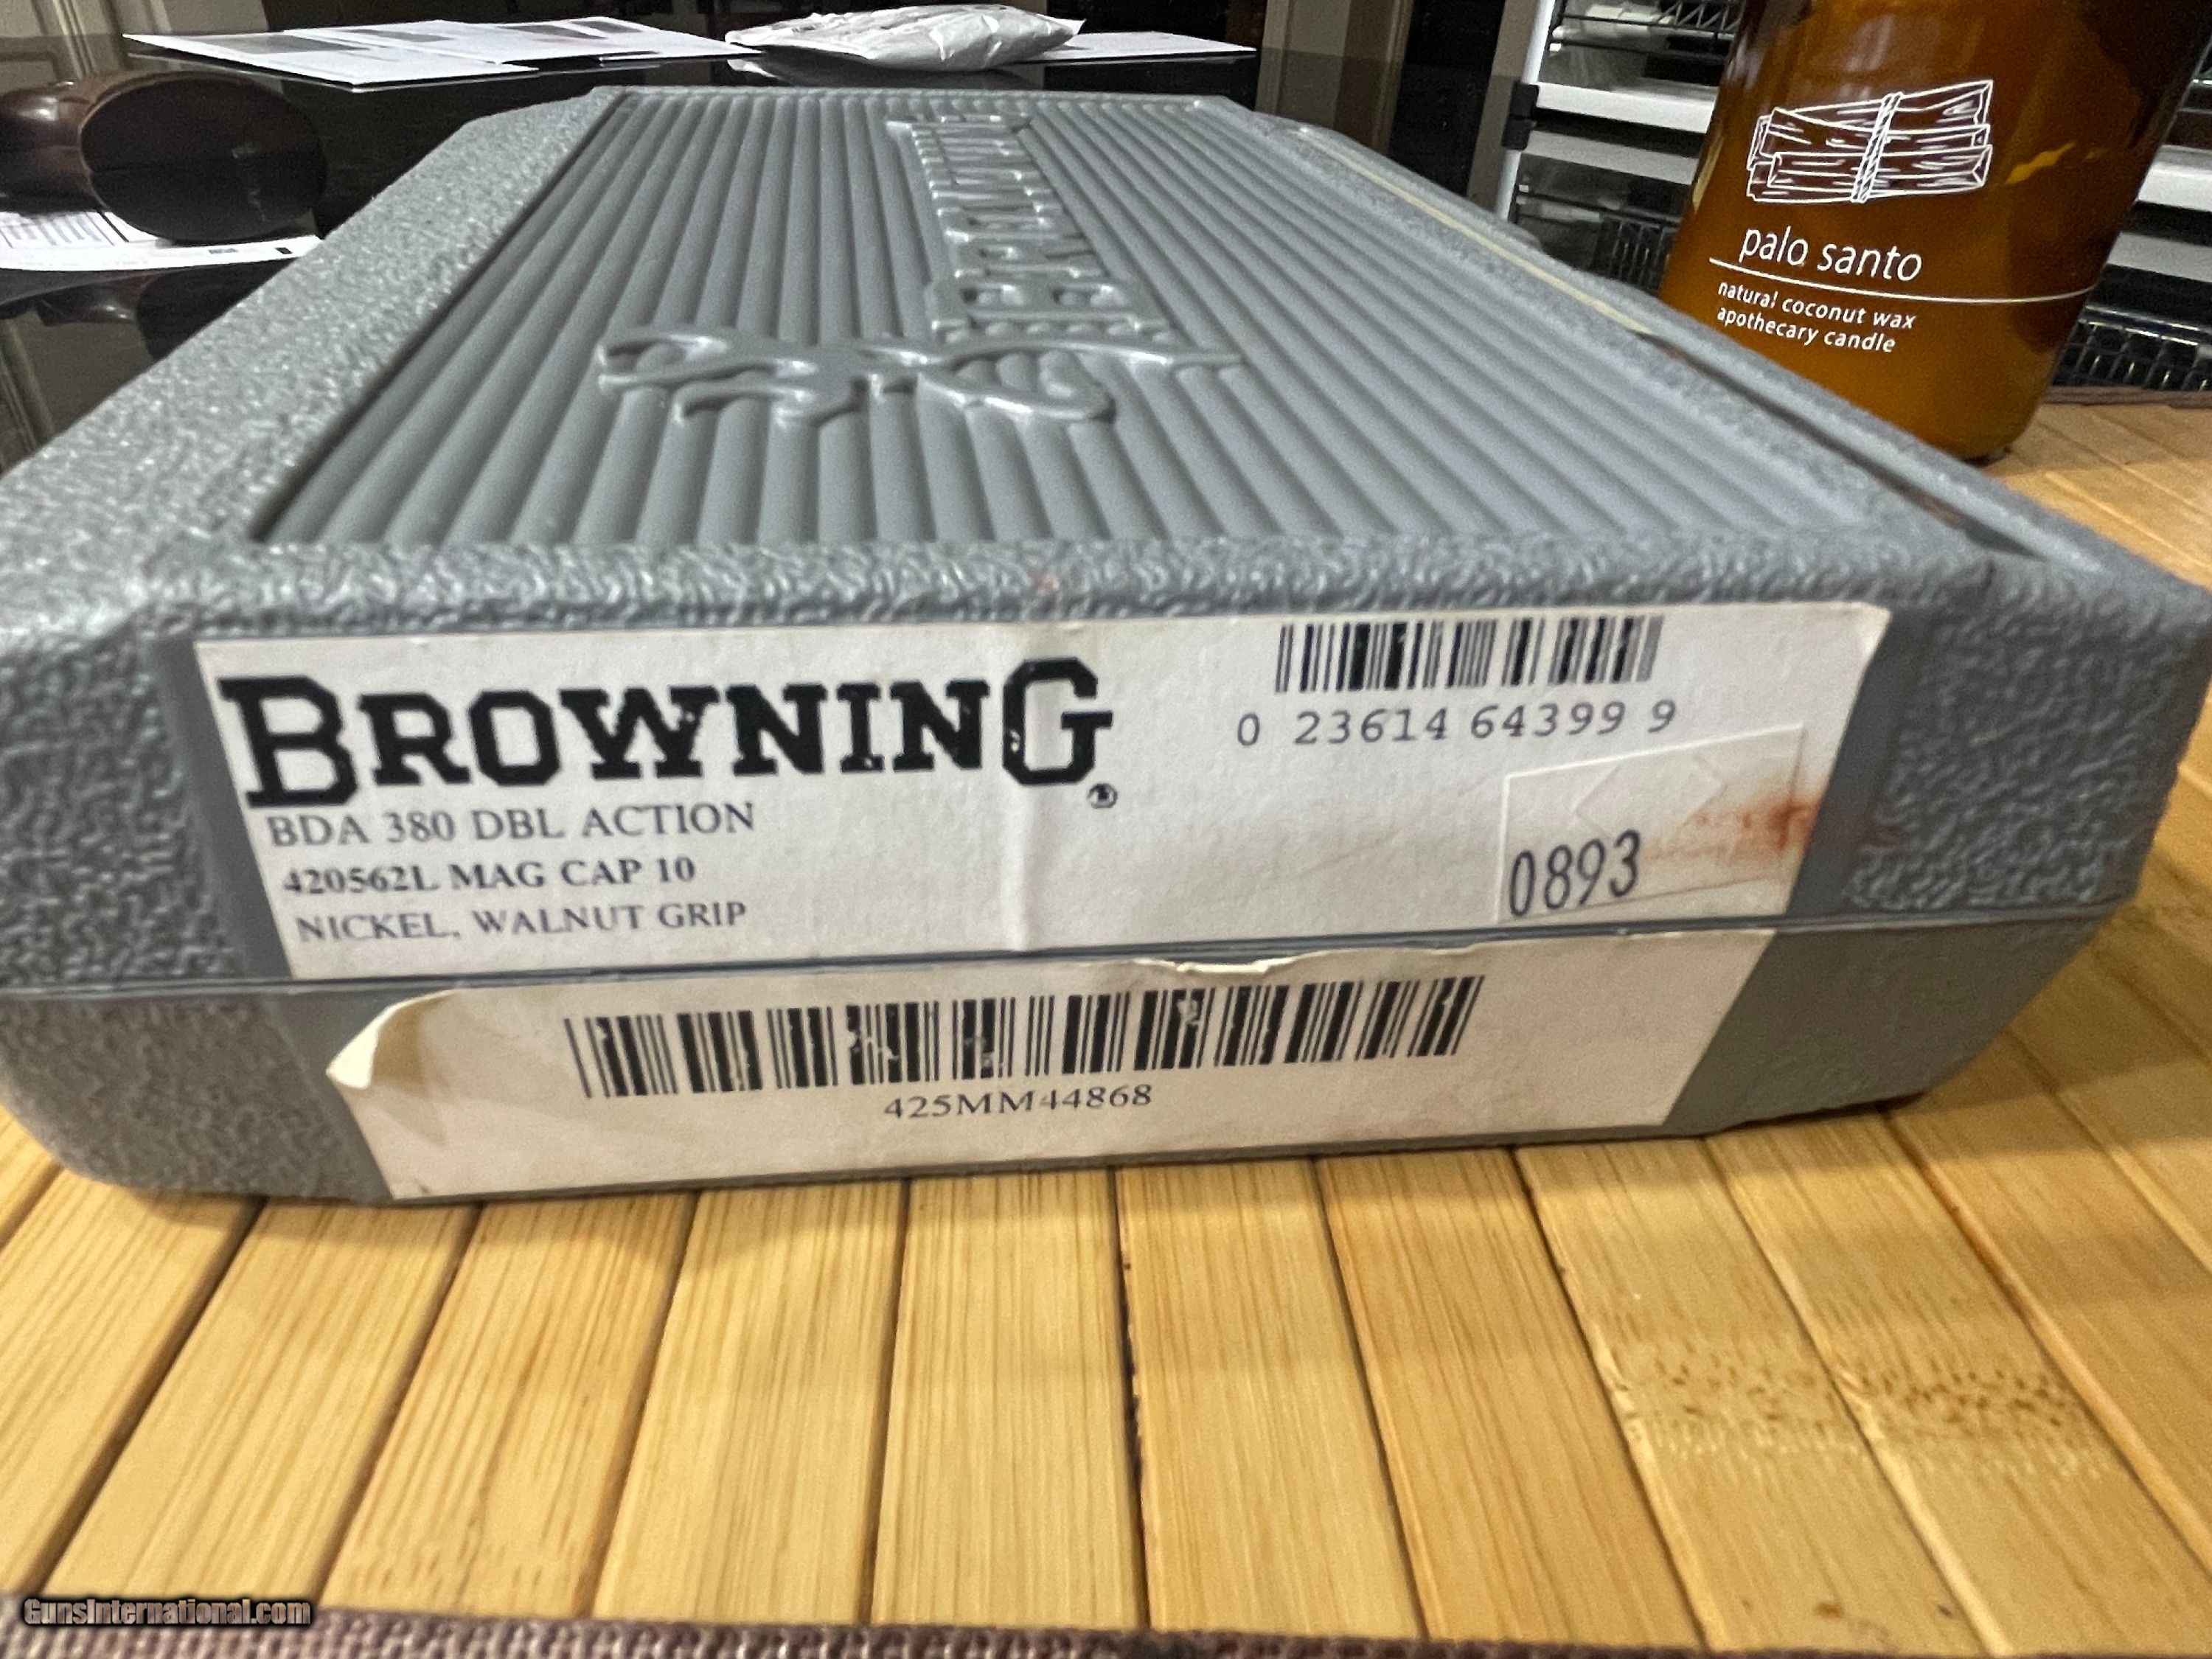 BROWNING
palo santo
natural coconut wax
apothecary candle
BROWNING®
BDA 380 DBL ACTION
420562L MAG CAP 10
NICKEL, WALNUT GRIP
0 23614 64399 9
0893
425MM44868
GunsInternational.com